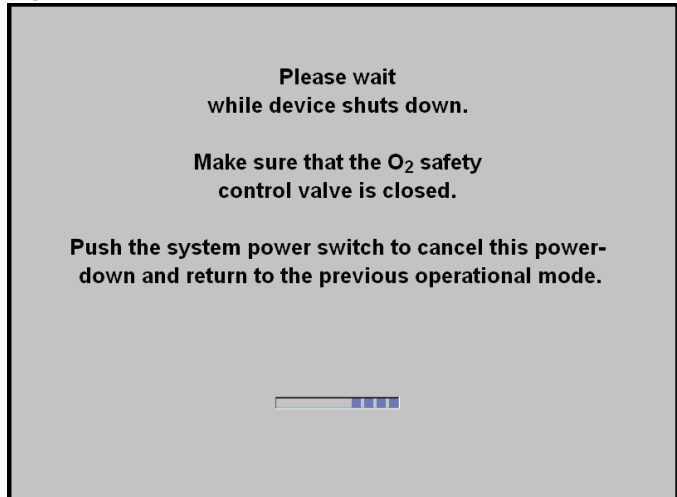 Please wait
while device shuts down.
Make sure that the O₂ safety
control valve is closed.
Push the system power switch to cancel this power-
down and return to the previous operational mode.